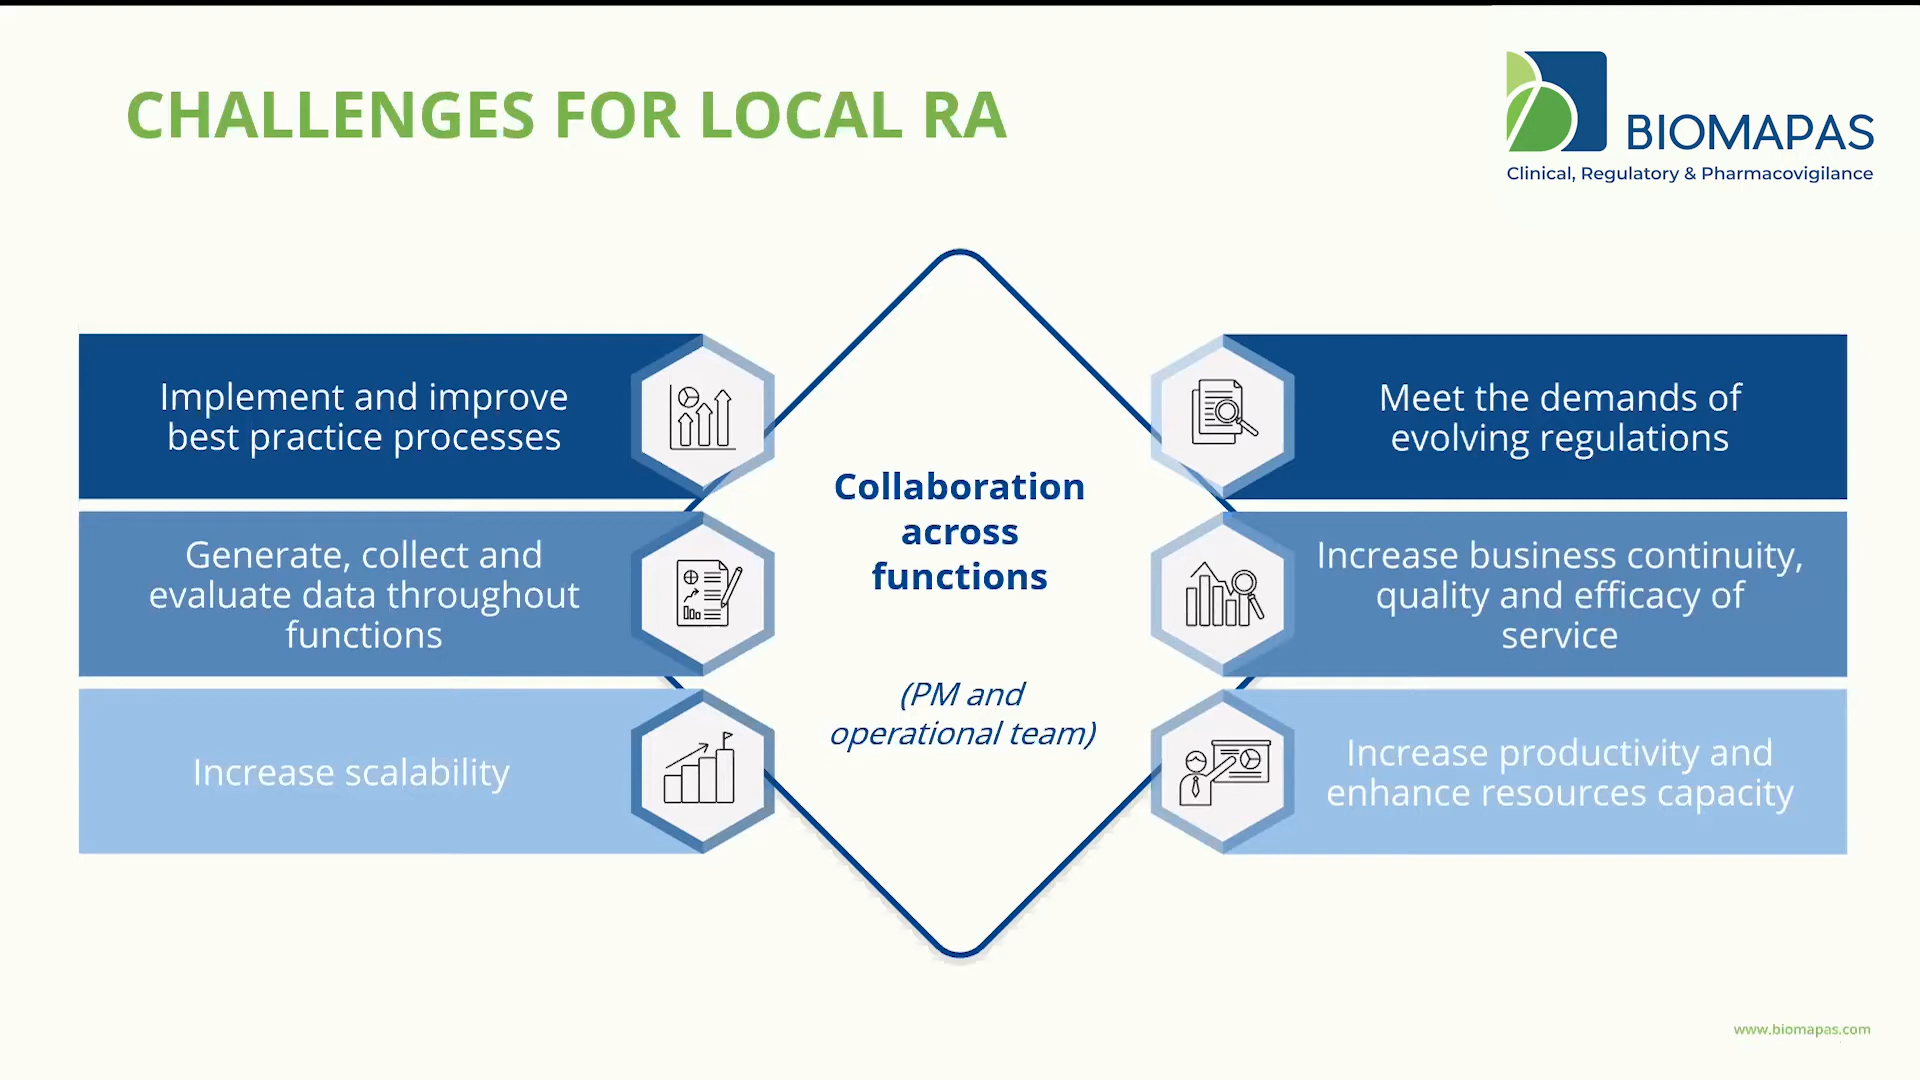 CHALLENGES FOR LOCAL RA
BIOMAPAS
Clinical, Regulatory & Pharmacovigilance
Implement and improve
best practice processes
Generate, collect and
evaluate data throughout
functions
Increase scalability
Collaboration
across
functions
(PM and
operational team)
Meet the demands of
evolving regulations
Increase business continuity,
quality and efficacy of
service
Increase productivity and
enhance resources capacity
www.biomapas.com